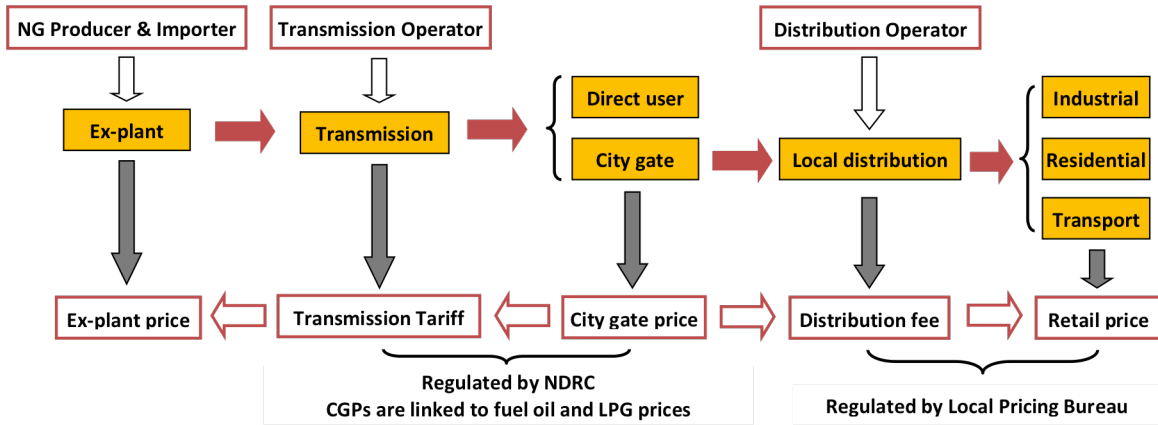 NG Producer & Importer
Transmission Operator
Distribution Operator
Direct user
Industrial
Ex-plant
Transmission
City gate
Local distribution
Residential
Transport
Ex-plant price
Transmission Tariff
City gate price
Distribution fee
Retail price
Regulated by NDRC
CGPs are linked to fuel oil and LPG prices
Regulated by Local Pricing Bureau